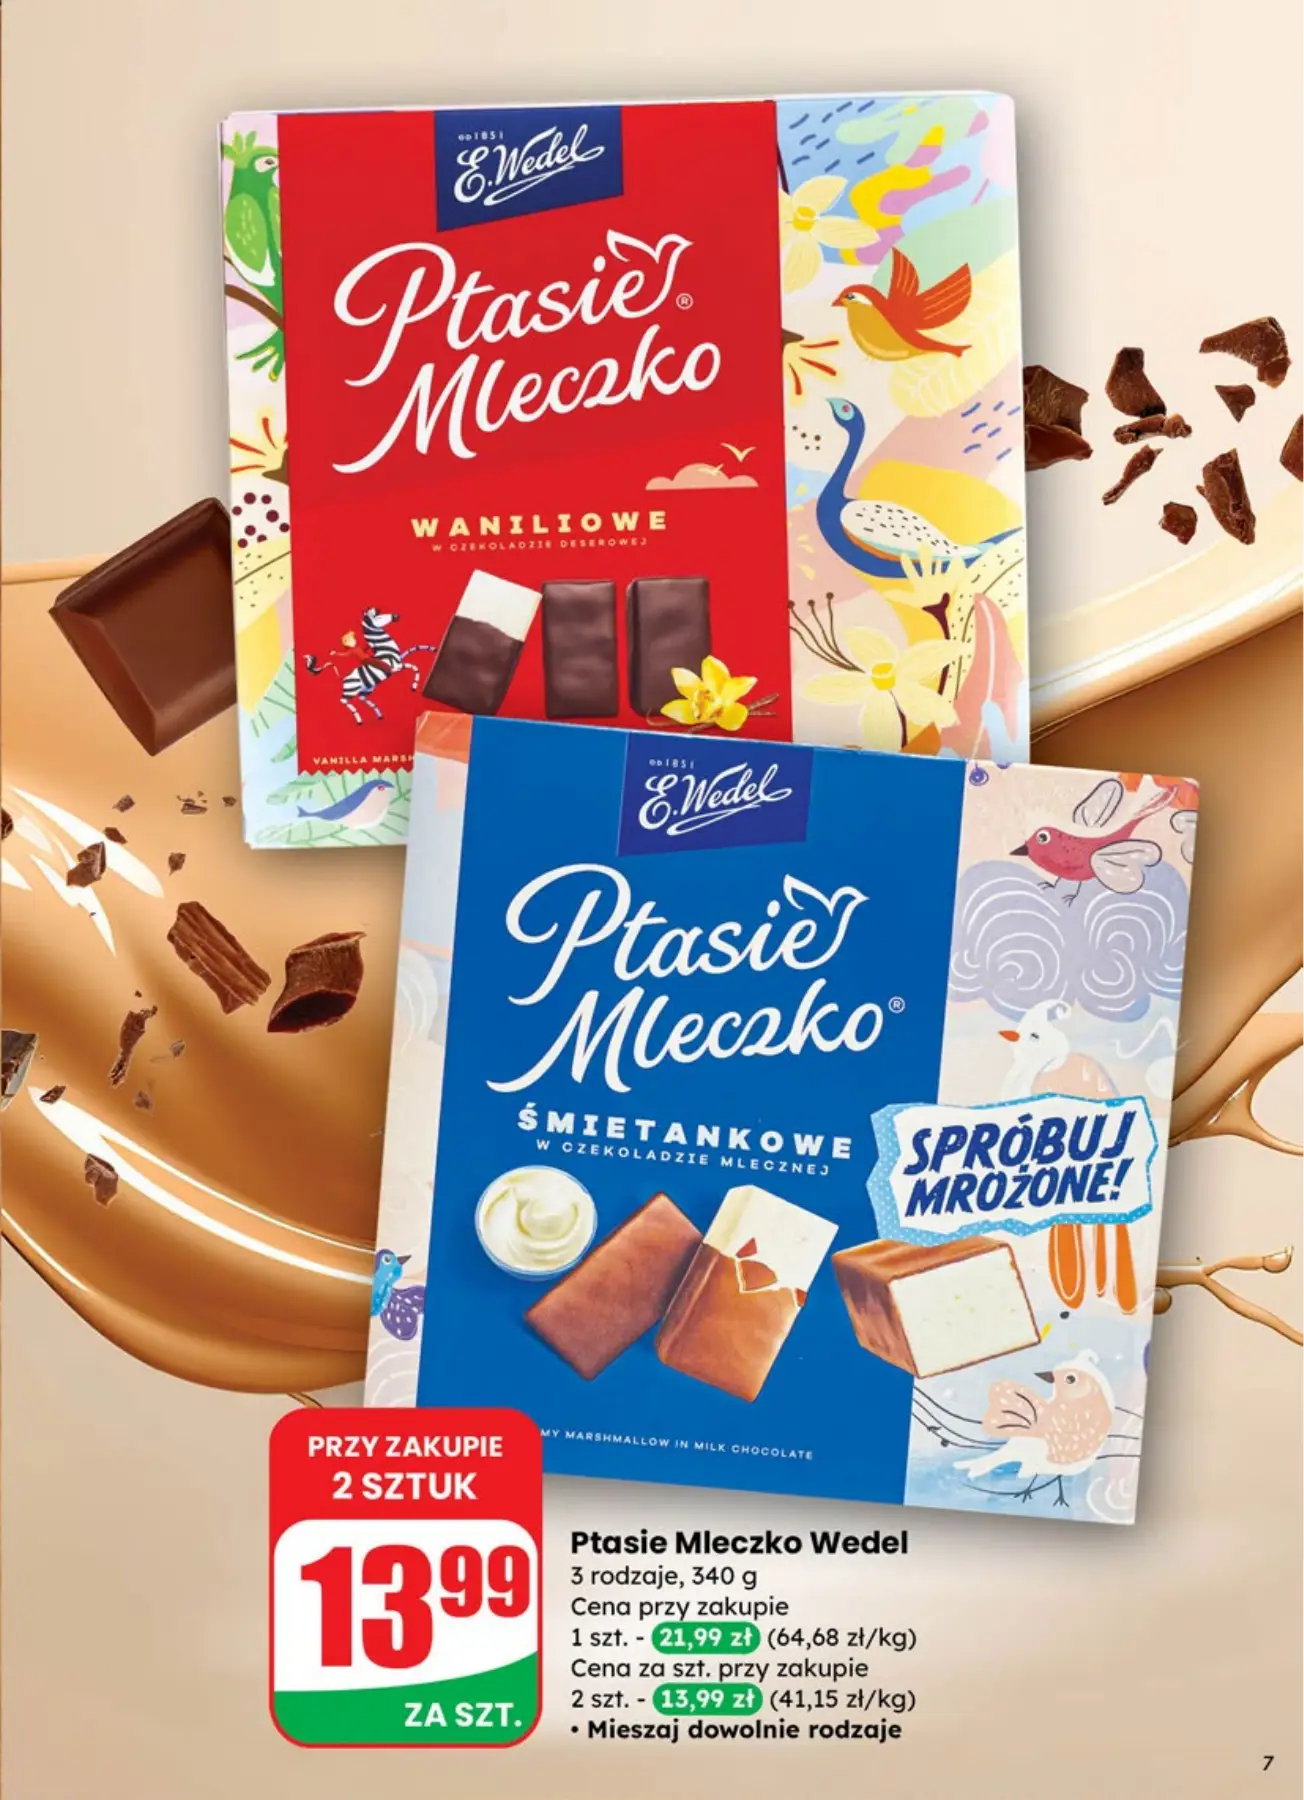 OD 1851
E.Wedel
Ptasie
Mleczko®
WANILIOWE
W CZEKOLADZIE DESEROWEJ
VANILLA
OD 1851
E.Wedel
Ptasie
Mleczko®
ŚMIETANKOWE
W CZEKOLADZIE MLECZNEJ
SPRÓBUJ
MROŻONE!
MARSHMALLOW IN MILK CHOCOLATE
PRZY ZAKUPIE
2 SZTUK
13 99
ZA SZT.
Ptasie Mleczko Wedel
3 rodzaje, 340 g
Cena przy zakupie
1 szt. - 21,99 zł (64,68 zł/kg)
Cena za szt. przy zakupie
2 szt. - 13,99 zł (41,15 zł/kg)
• Mieszaj dowolnie rodzaje
7